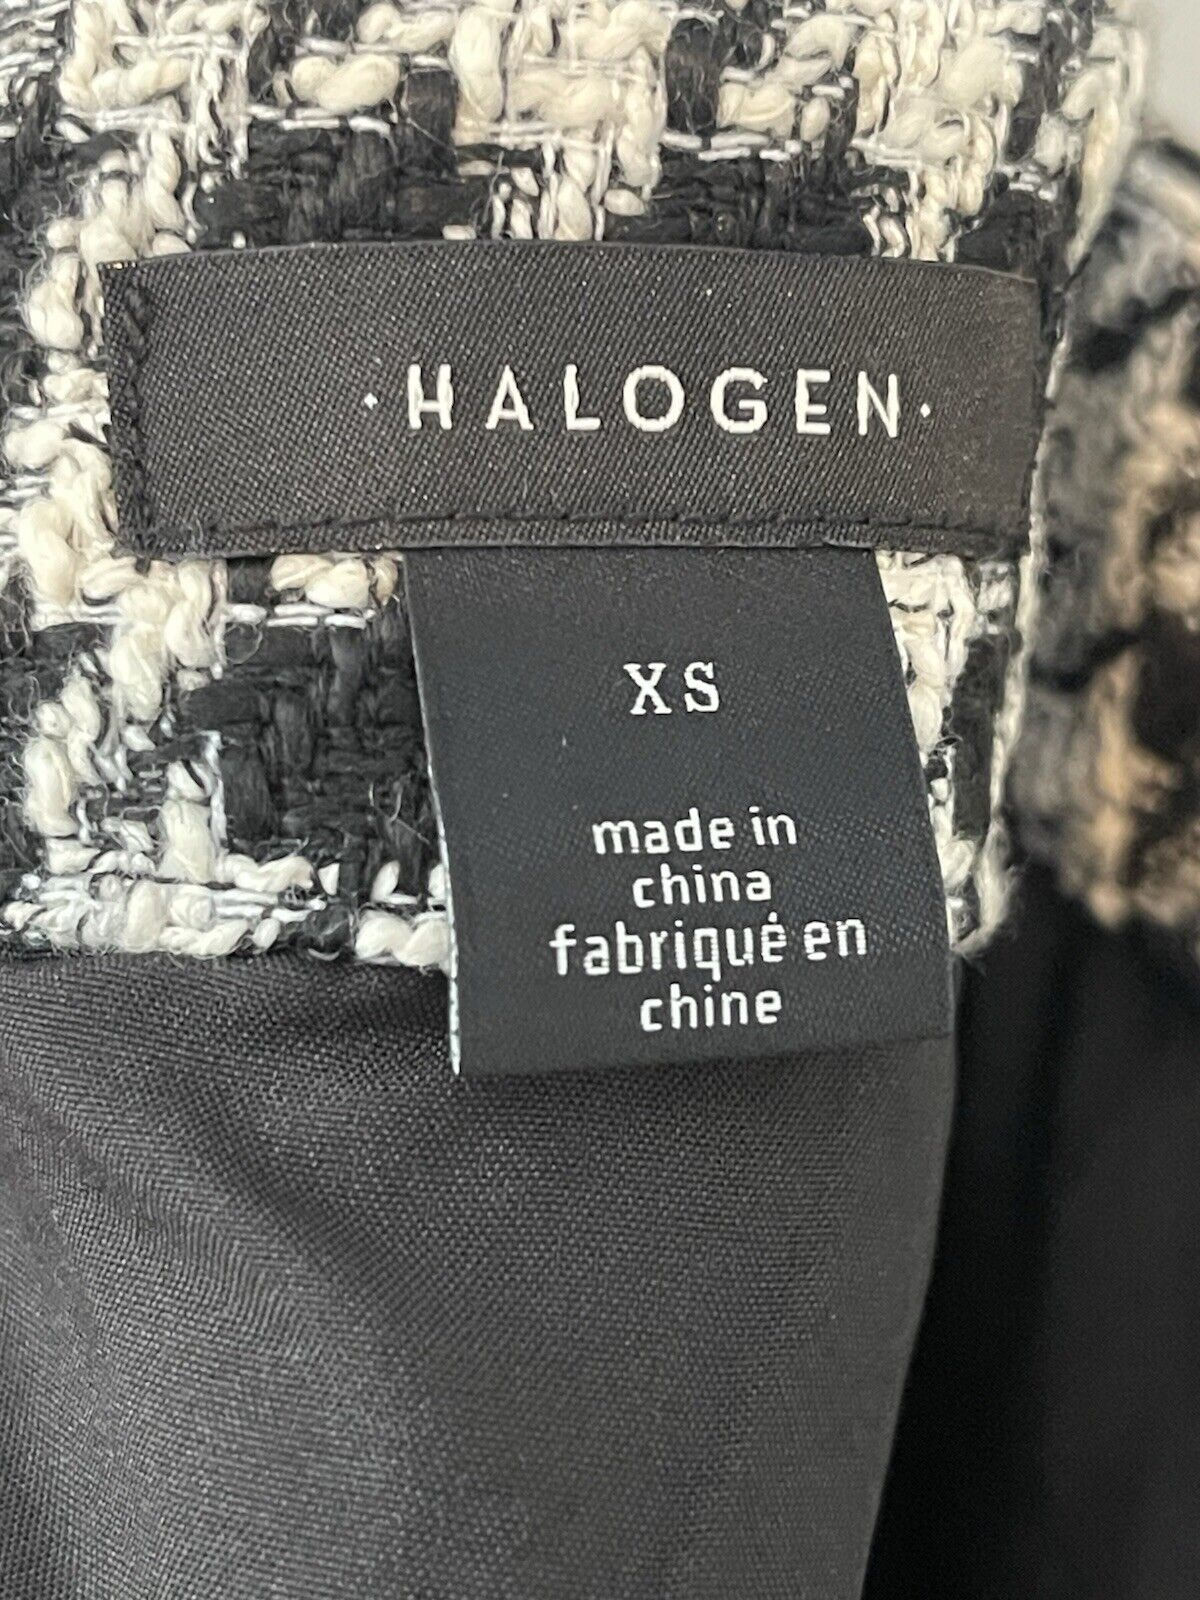 ·HALOGEN·
XS
made in
china
fabriqué en
chine